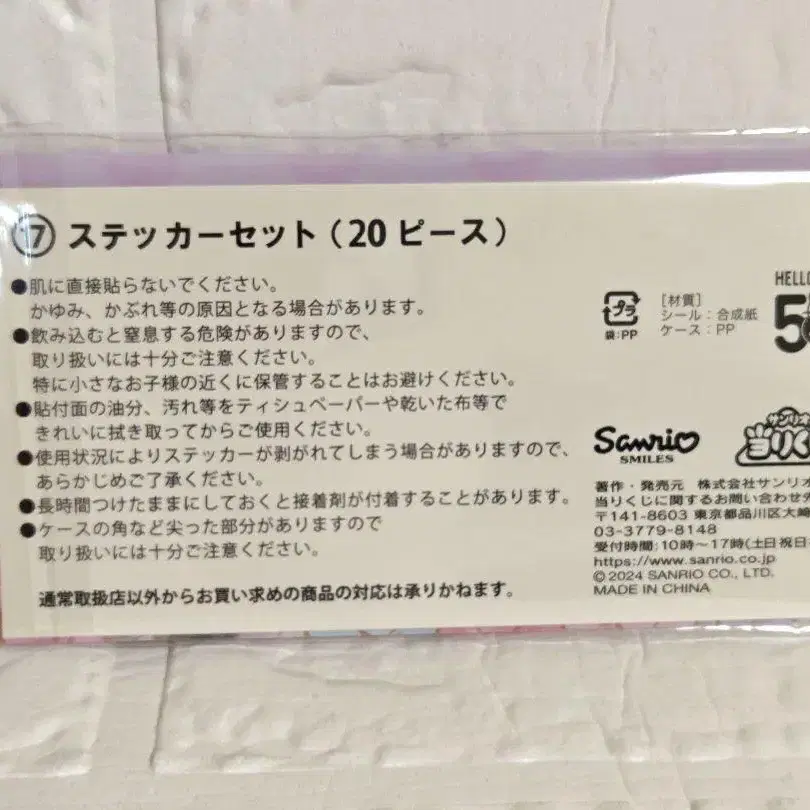 ⑰ ステッカーセット（20 ピース）
●肌に直接貼らないでください。
かゆみ、かぶれ等の原因となる場合があります。
●飲み込むと窒息する危険がありますので、
取り扱いには十分ご注意ください。
特に小さなお子様の近くに保管することはお避けください。
●貼付面の油分、汚れ等をティシュペーパーや乾いた布等で
きれいに拭き取ってからご使用ください。
●使用状況によりステッカーが剥がれてしまう場合がありますので、
あらかじめご了承ください。
●長時間つけたままにしておくと接着剤が付着することがあります。
●ケースの角など尖った部分がありますので
取り扱いには十分ご注意ください。
通常取扱店以外からお買い求めの商品の対応は承りかねます。
プラ
袋:PP
［材質］
シール：合成紙
ケース：PP
HELLO
5
Sanrio
SMILES
サンリオ
当りく
著作・発売元 株式会社サンリオ
当りくじに関するお問い合わせ先
〒141-8603 東京都品川区大崎
03-3779-8148
受付時間:10時～17時(土日祝日
https://www.sanrio.co.jp
©2024 SANRIO CO., LTD.
MADE IN CHINA